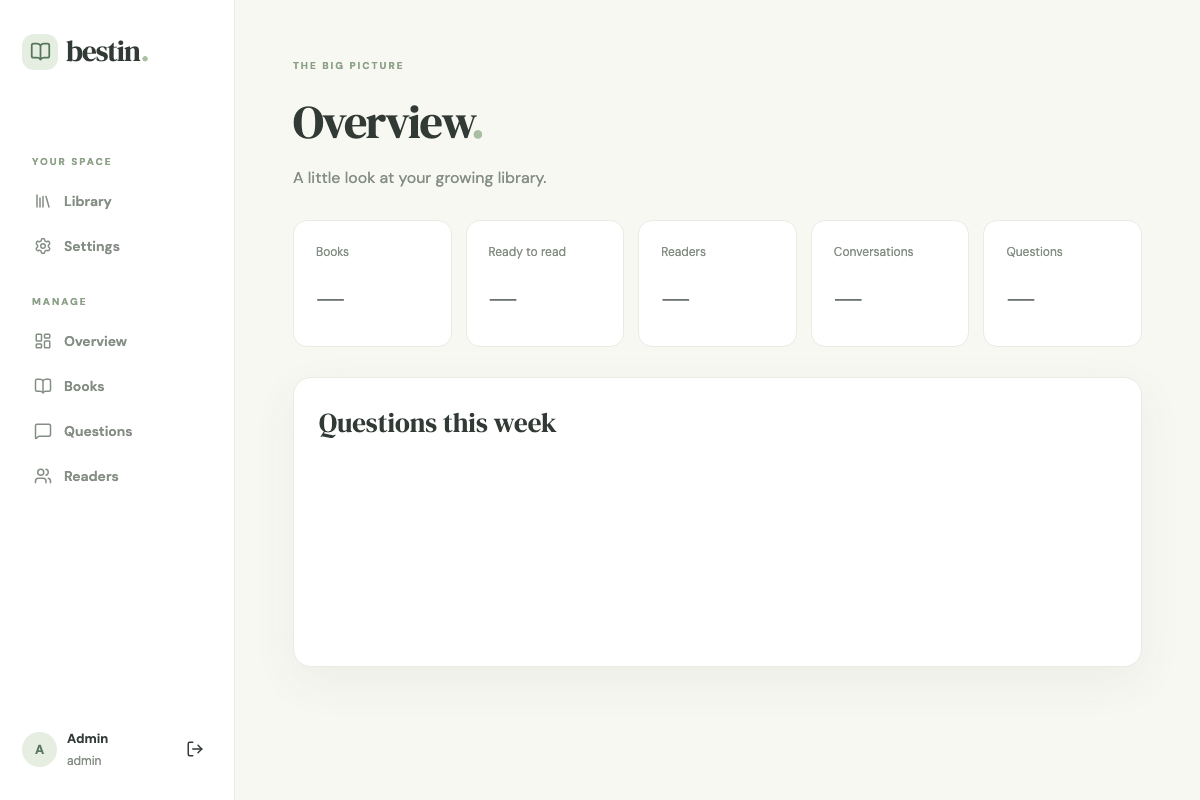 bestin.
YOUR SPACE
Library
Settings
MANAGE
Overview
Books
Questions
Readers
A
Admin
admin
THE BIG PICTURE
Overview.
A little look at your growing library.
Books
—
Ready to read
—
Readers
—
Conversations
—
Questions
—
Questions this week